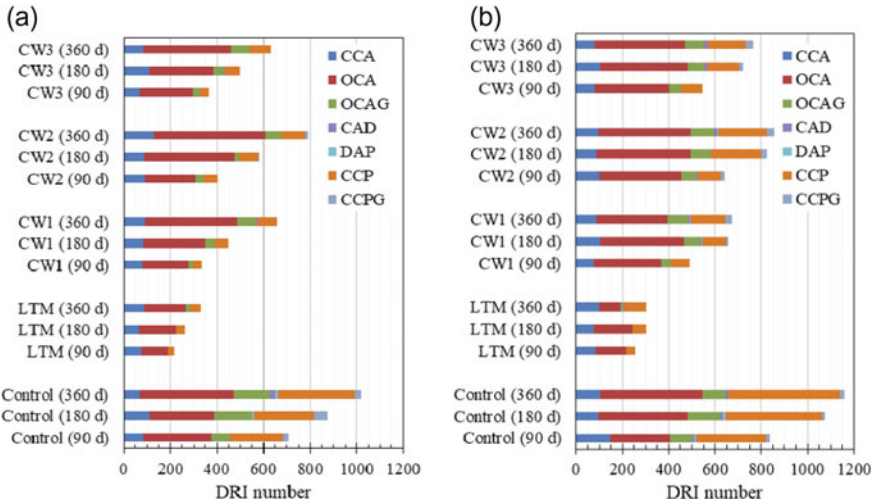 (a)
CW3 (360 d)
CW3 (180 d)
CW3 (90 d)
CW2 (360 d)
CW2 (180 d)
CW2 (90 d)
CW1 (360 d)
CW1 (180 d)
CW1 (90 d)
LTM (360 d)
LTM (180 d)
LTM (90 d)
Control (360 d)
Control (180 d)
Control (90 d)
CCA
OCA
OCAG
CAD
DAP
CCP
CCPG
0 200 400 600 800 1000 1200
DRI number
(b)
CW3 (360 d)
CW3 (180 d)
CW3 (90 d)
CW2 (360 d)
CW2 (180 d)
CW2 (90 d)
CW1 (360 d)
CW1 (180 d)
CW1 (90 d)
LTM (360 d)
LTM (180 d)
LTM (90 d)
Control (360 d)
Control (180 d)
Control (90 d)
CCA
OCA
OCAG
CAD
DAP
CCP
CCPG
0 200 400 600 800 1000 1200
DRI number